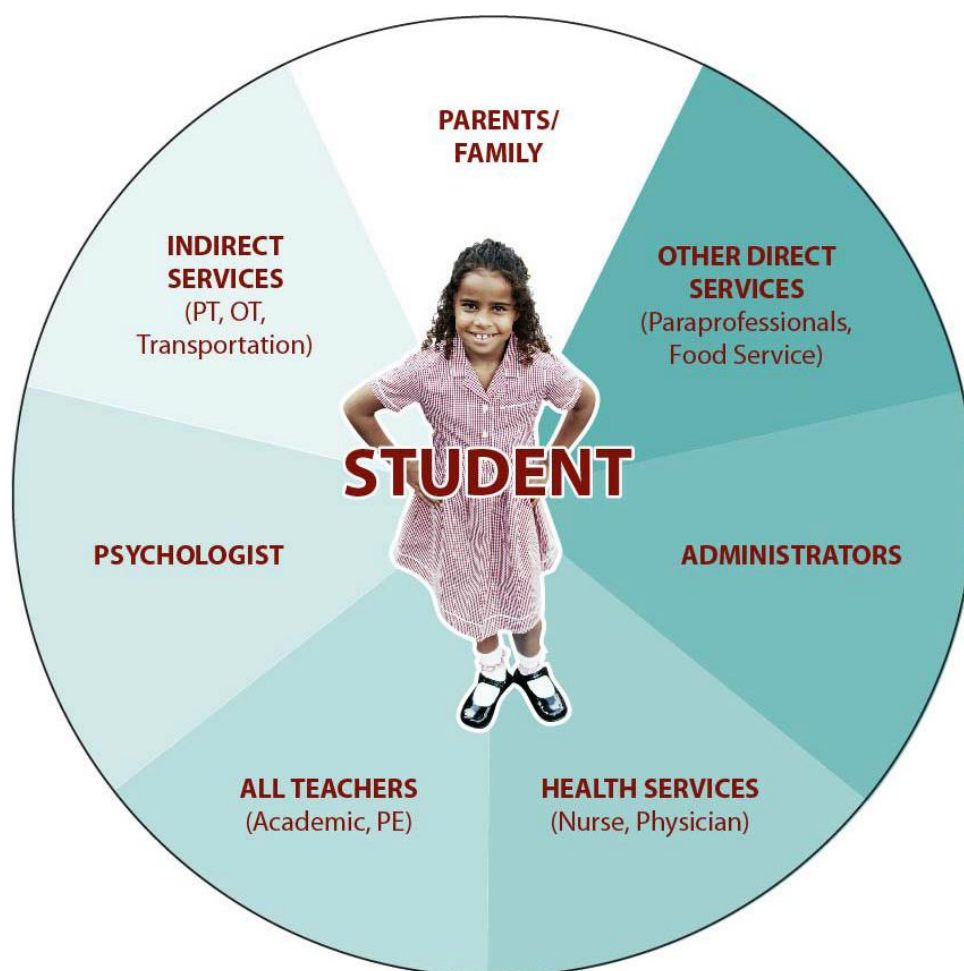 PARENTS/
FAMILY
OTHER DIRECT
SERVICES
(Paraprofessionals,
Food Service)
ADMINISTRATORS
HEALTH SERVICES
(Nurse, Physician)
ALL TEACHERS
(Academic, PE)
PSYCHOLOGIST
INDIRECT
SERVICES
(PT, OT,
Transportation)
STUDENT